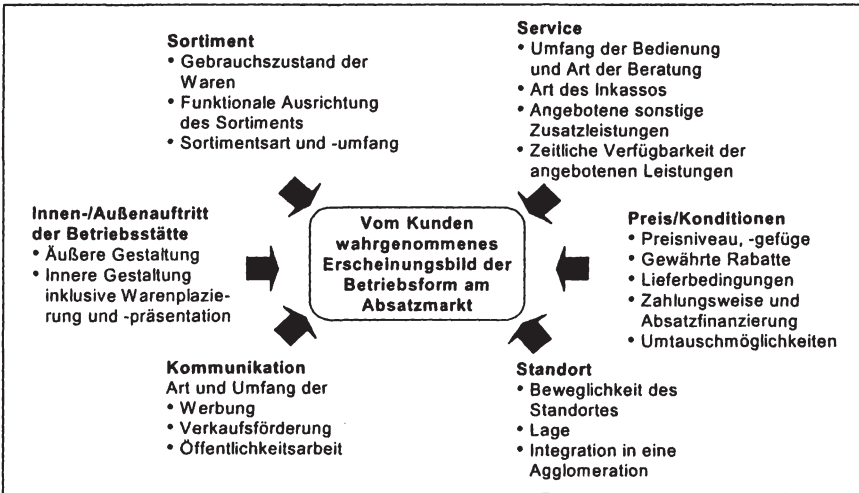 Sortiment
• Gebrauchszustand der
Waren
• Funktionale Ausrichtung
des Sortiments
• Sortimentsart und -umfang
Service
• Umfang der Bedienung
und Art der Beratung
• Art des Inkassos
• Angebotene sonstige
Zusatzleistungen
• Zeitliche Verfügbarkeit der
angebotenen Leistungen
Innen-/Außenauftritt
der Betriebsstätte
• Äußere Gestaltung
• Innere Gestaltung
inklusive Warenplazie-
rung und -präsentation
Vom Kunden
wahrgenommenes
Erscheinungsbild der
Betriebsform am
Absatzmarkt
Preis/Konditionen
• Preisniveau, -gefüge
• Gewährte Rabatte
• Lieferbedingungen
• Zahlungsweise und
Absatzfinanzierung
• Umtauschmöglichkeiten
Kommunikation
Art und Umfang der
• Werbung
• Verkaufsförderung
• Öffentlichkeitsarbeit
Standort
• Beweglichkeit des
Standortes
• Lage
• Integration in eine
Agglomeration